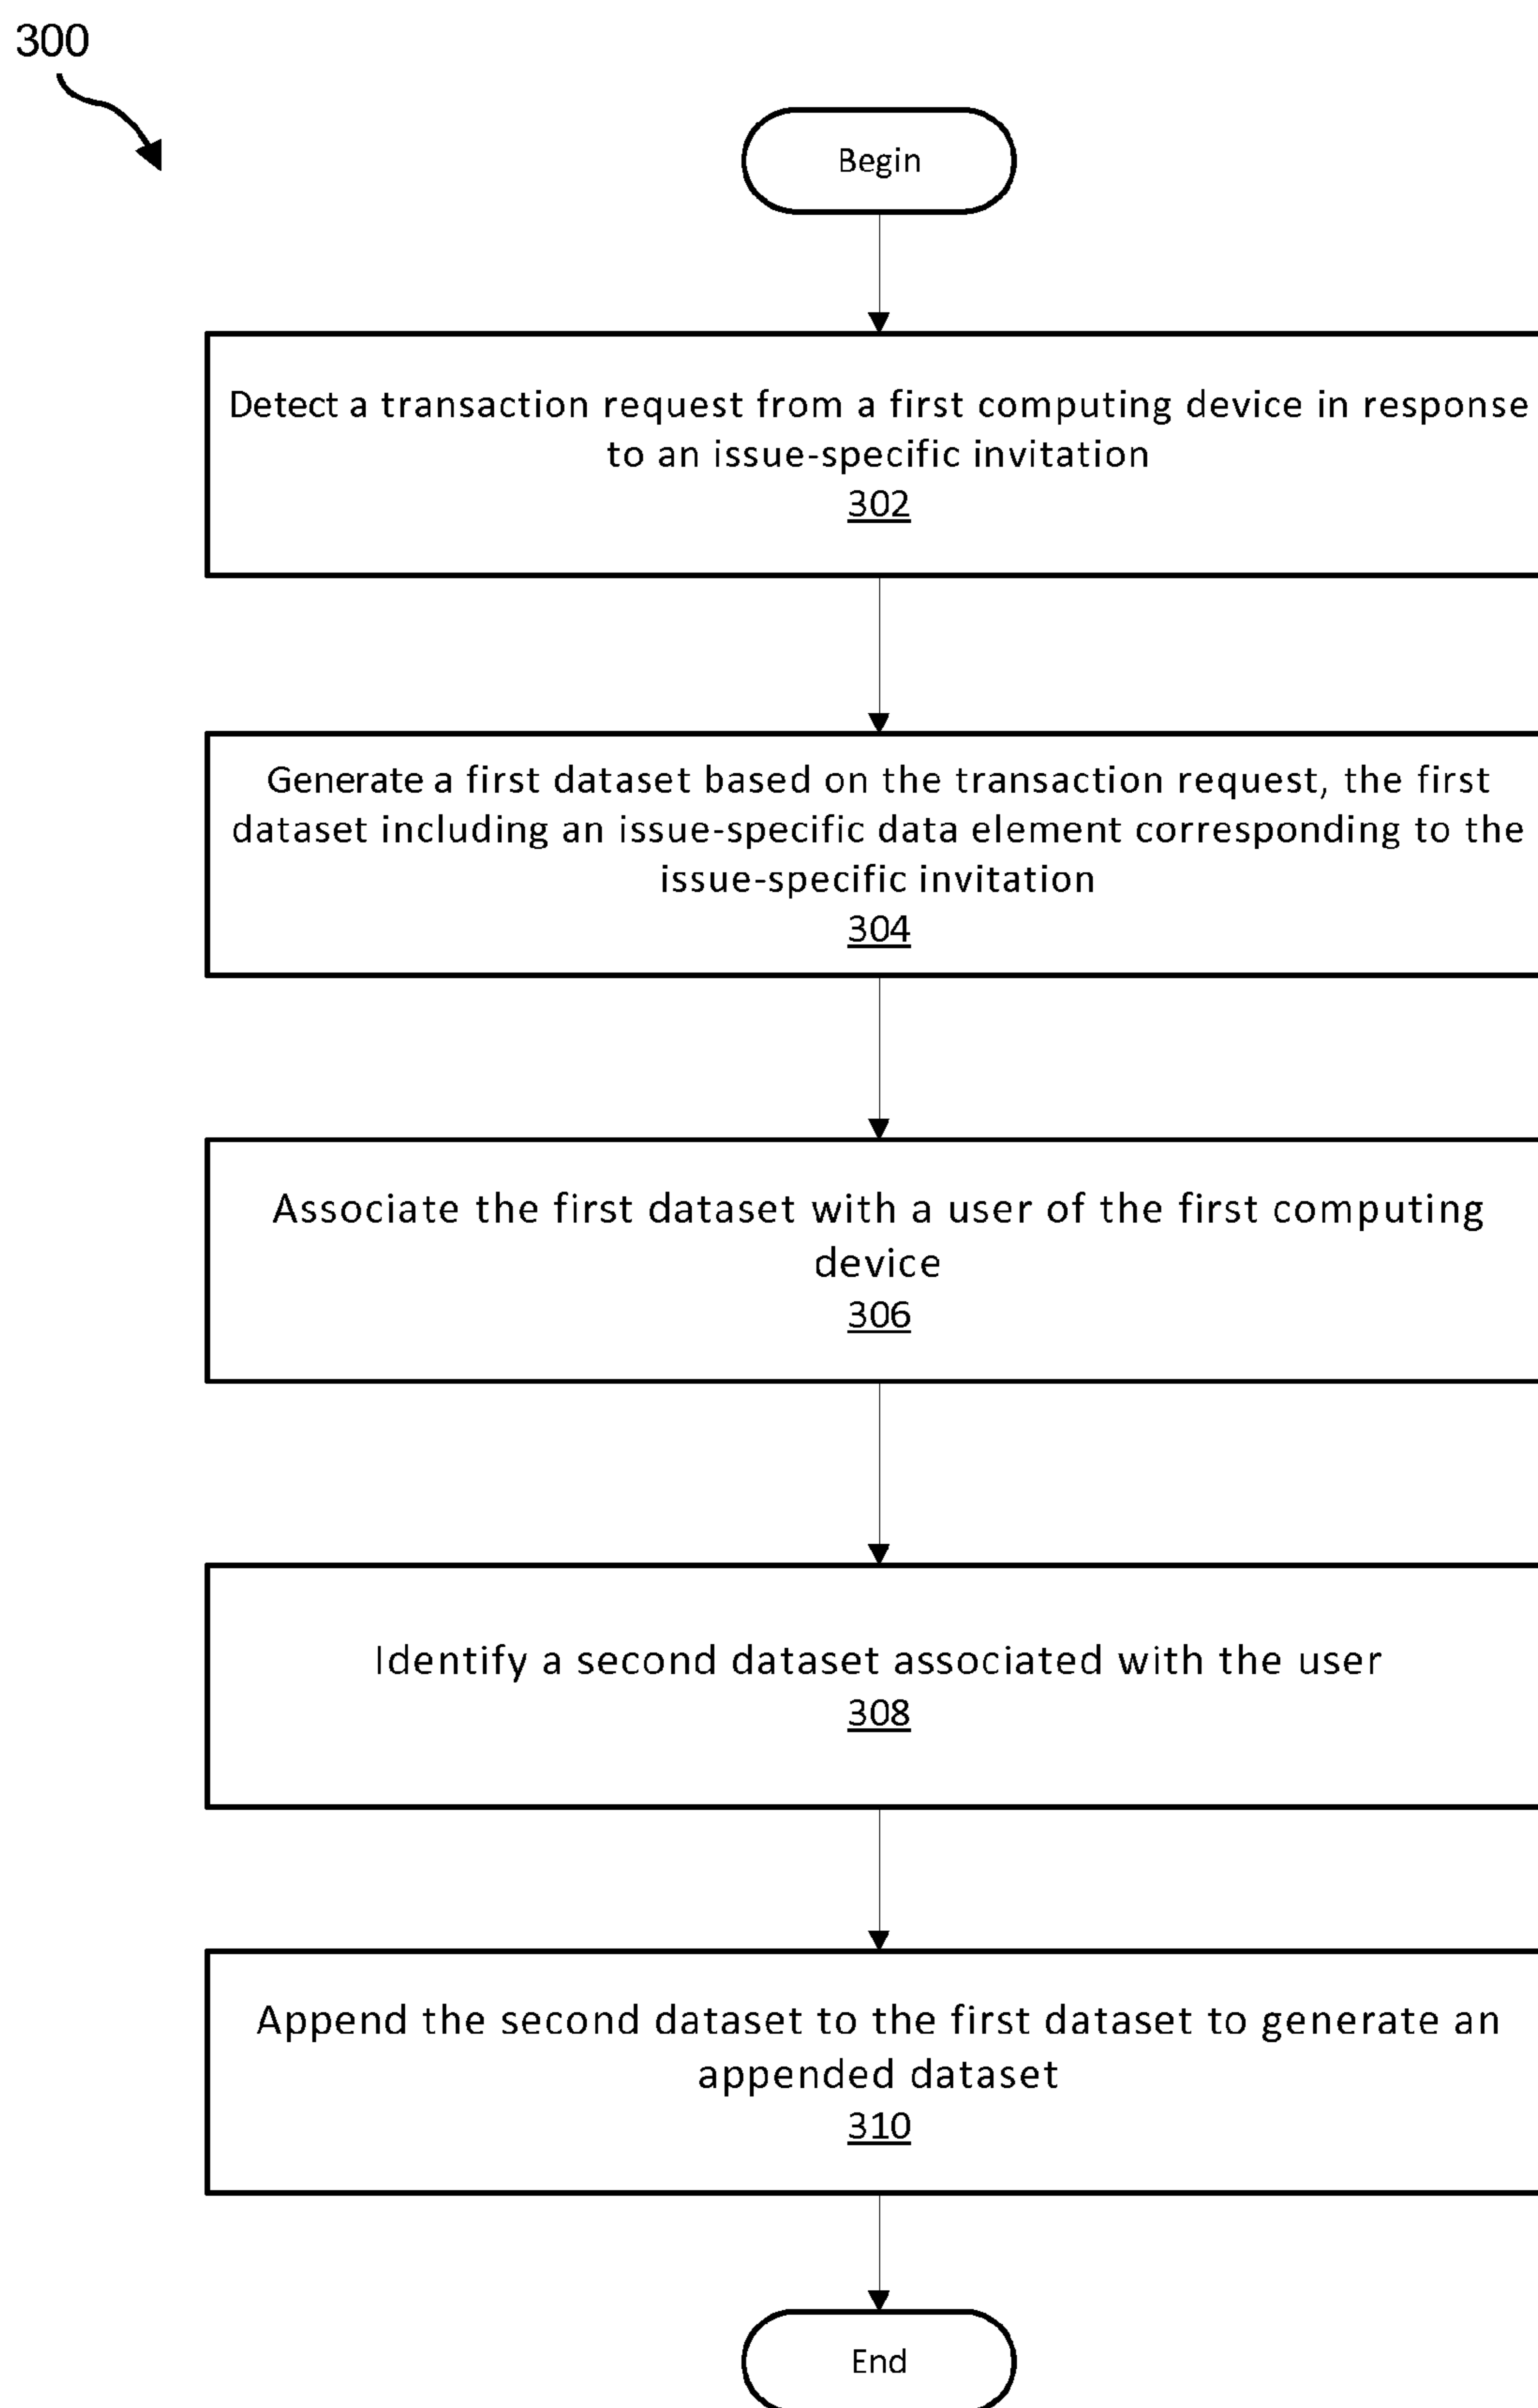 300
Begin
Detect a transaction request from a first computing device in response
to an issue-specific invitation
302
Generate a first dataset based on the transaction request, the first
dataset including an issue-specific data element corresponding to the
issue-specific invitation
304
Associate the first dataset with a user of the first computing
device
306
Identify a second dataset associated with the user
308
Append the second dataset to the first dataset to generate an
appended dataset
310
End